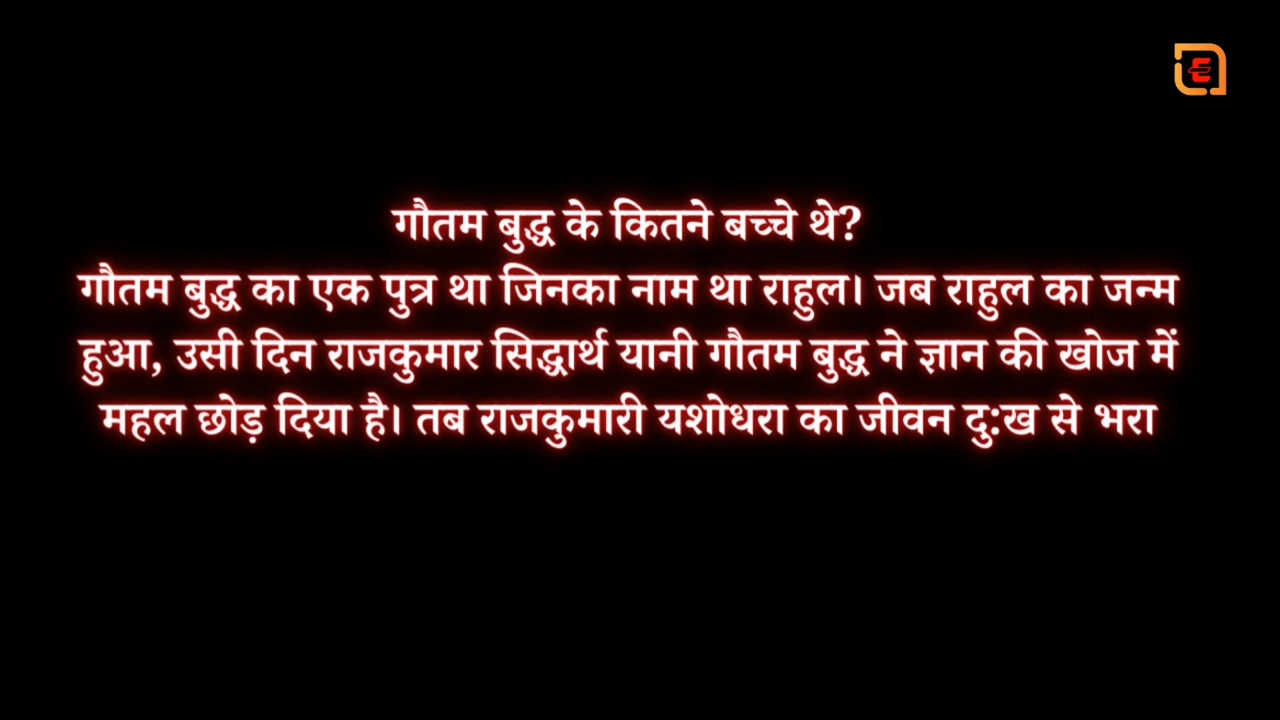 गौतम बुद्ध के कितने बच्चे थे?
गौतम बुद्ध का एक पुत्र था जिनका नाम था राहुल। जब राहुल का जन्म
हुआ, उसी दिन राजकुमार सिद्धार्थ यानी गौतम बुद्ध ने ज्ञान की खोज में
महल छोड़ दिया है। तब राजकुमारी यशोधरा का जीवन दु:ख से भरा